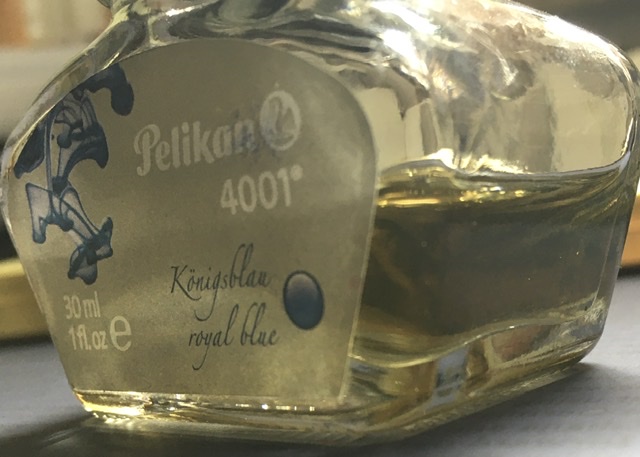 Pelikan
4001®
Königsblau
royal blue
30 ml
1 fl.oz e